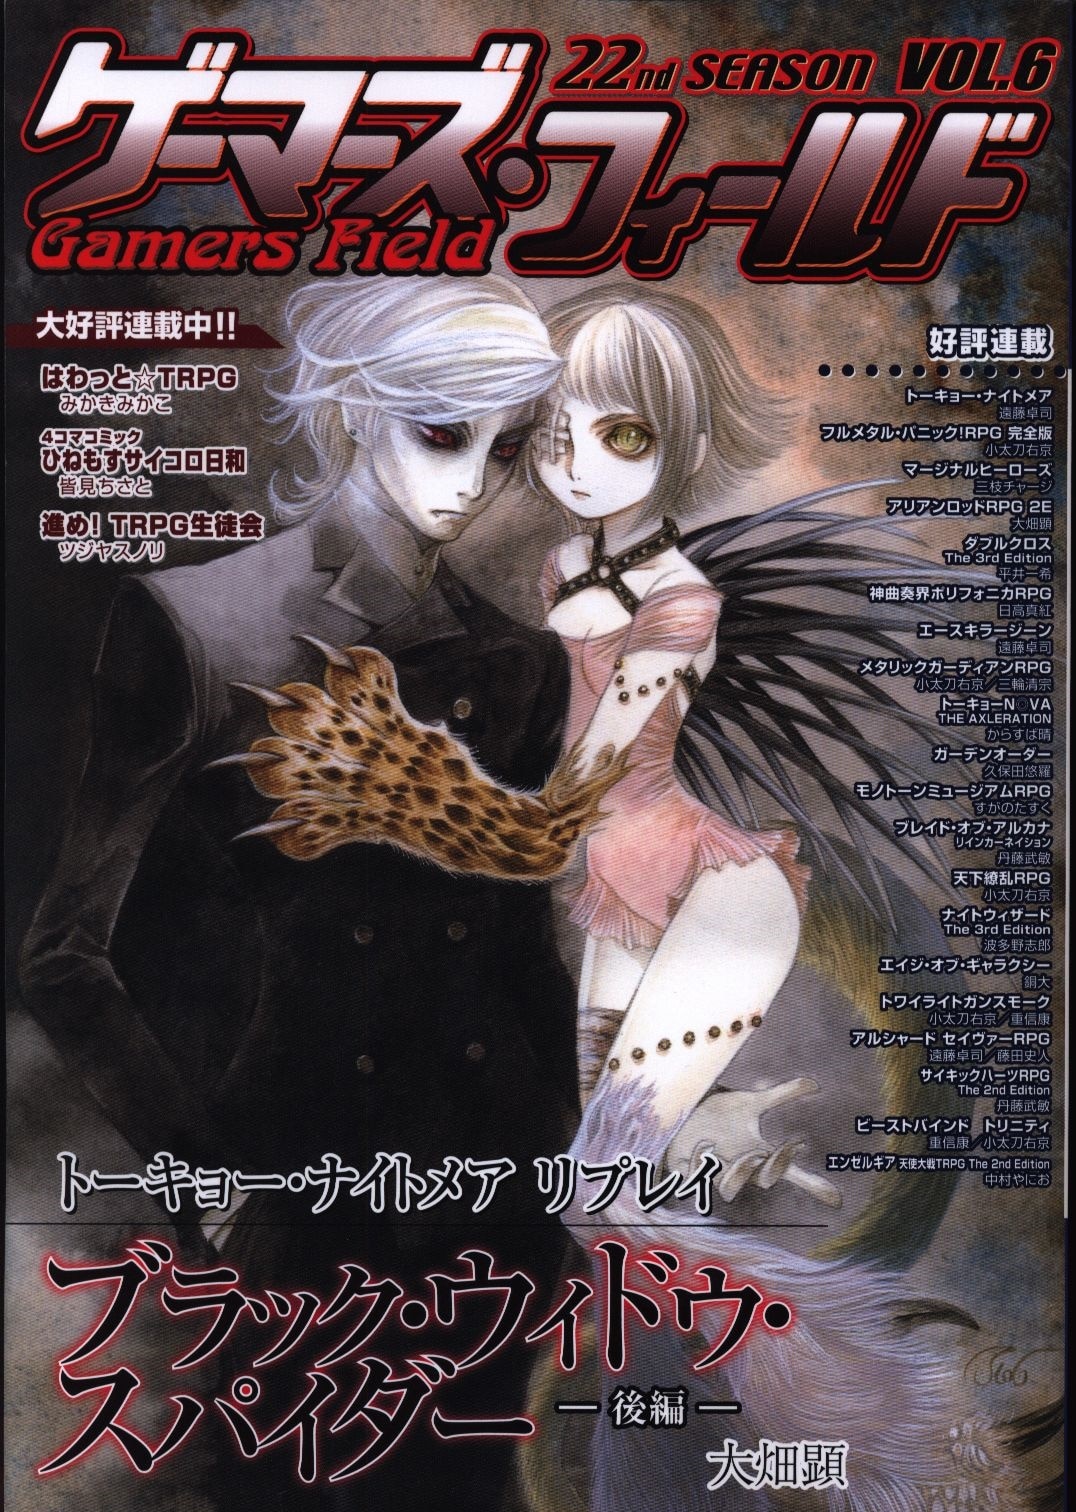 22nd SEASON VOL.6
ゲーマーズ・フィールド
Gamers Field
大好評連載中!!
はわっと☆TRPG
みかきみかこ
4コマコミック
ひねもすサイコロ日和
皆見ちさと
進め! TRPG生徒会
ツジヤスノリ
好評連載
トーキョー・ナイトメア
遠藤卓司
フルメタル・パニック!RPG 完全版
小太刀右京
マージナルヒーローズ
三枝チャージ
アリアンロッドRPG 2E
大畑顕
ダブルクロス
The 3rd Edition
平井一希
神曲奏界ポリフォニカRPG
日高真紅
エースキラージーン
遠藤卓司
メタリックガーディアンRPG
小太刀右京/三輪清宗
トーキョーN◎VA
THE AXLERATION
からすば晴
ガーデンオーダー
久保田悠羅
モノトーンミュージアムRPG
すがのたすく
ブレイド・オブ・アルカナ
リインカーネイション
丹藤武敏
天下繚乱RPG
小太刀右京
ナイトウィザード
The 3rd Edition
波多野志郎
エイジ・オブ・ギャラクシー
銅大
トワイライトガンスモーク
小太刀右京/重信康
アルシャード セイヴァーRPG
遠藤卓司/藤田史人
サイキックハーツRPG
The 2nd Edition
丹藤武敏
ビーストバインド トリニティ
重信康/小太刀右京
エンゼルギア 天使大戦TRPG The 2nd Edition
中村やにお
トーキョー・ナイトメア リプレイ
ブラック・ウィドウ・
スパイダー
― 後編 ―
大畑顕